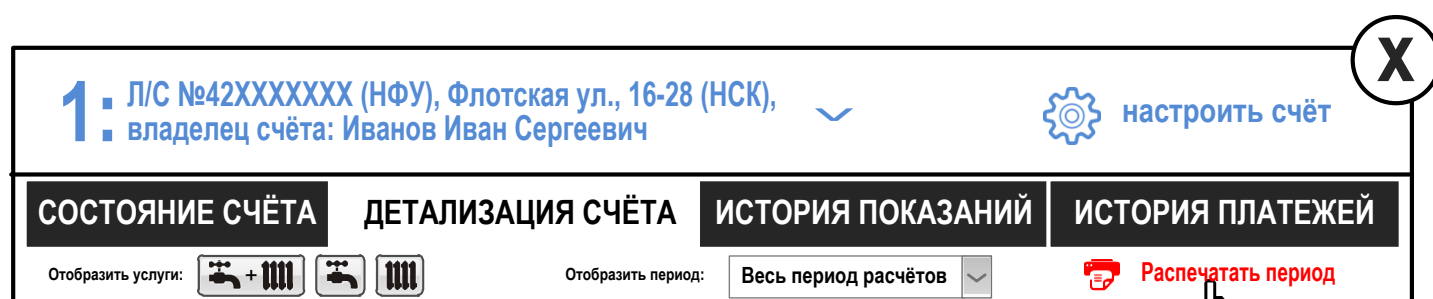 X
1:
Л/С №42XXXXXXX (НФУ), Флотская ул., 16-28 (НСК),
владелец счёта: Иванов Иван Сергеевич
настроить счёт
СОСТОЯНИЕ СЧЁТА ДЕТАЛИЗАЦИЯ СЧЁТА ИСТОРИЯ ПОКАЗАНИЙ ИСТОРИЯ ПЛАТЕЖЕЙ
Отобразить услуги: + Отобразить период: Весь период расчётов Распечатать период